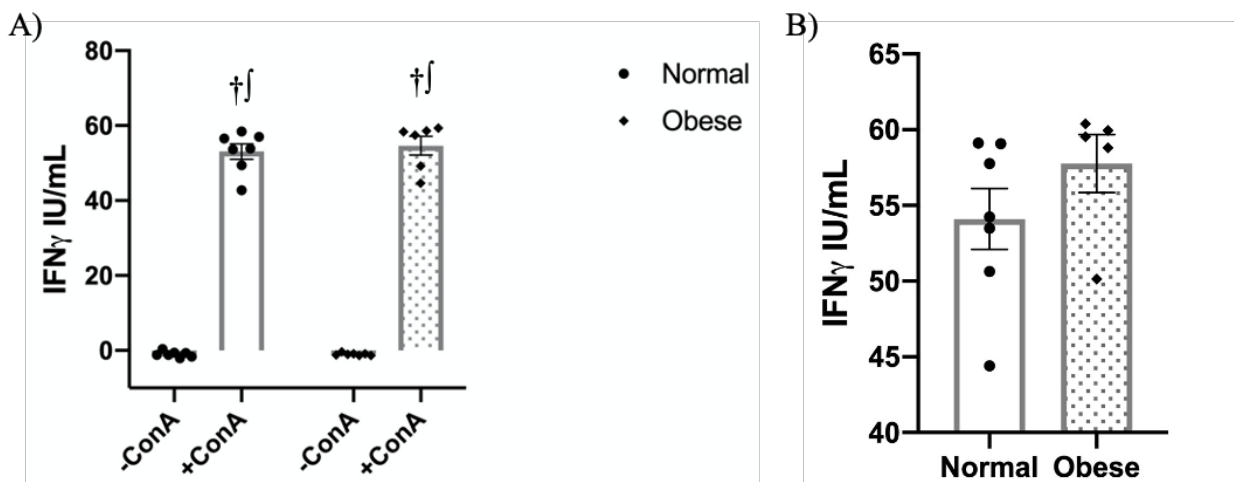 A)
IFNγ IU/mL
80
60
40
20
0
†∫
†∫
-ConA
+ConA
-ConA
+ConA
Normal
Obese
B)
IFNγ IU/mL
65
60
55
50
45
40
Normal Obese